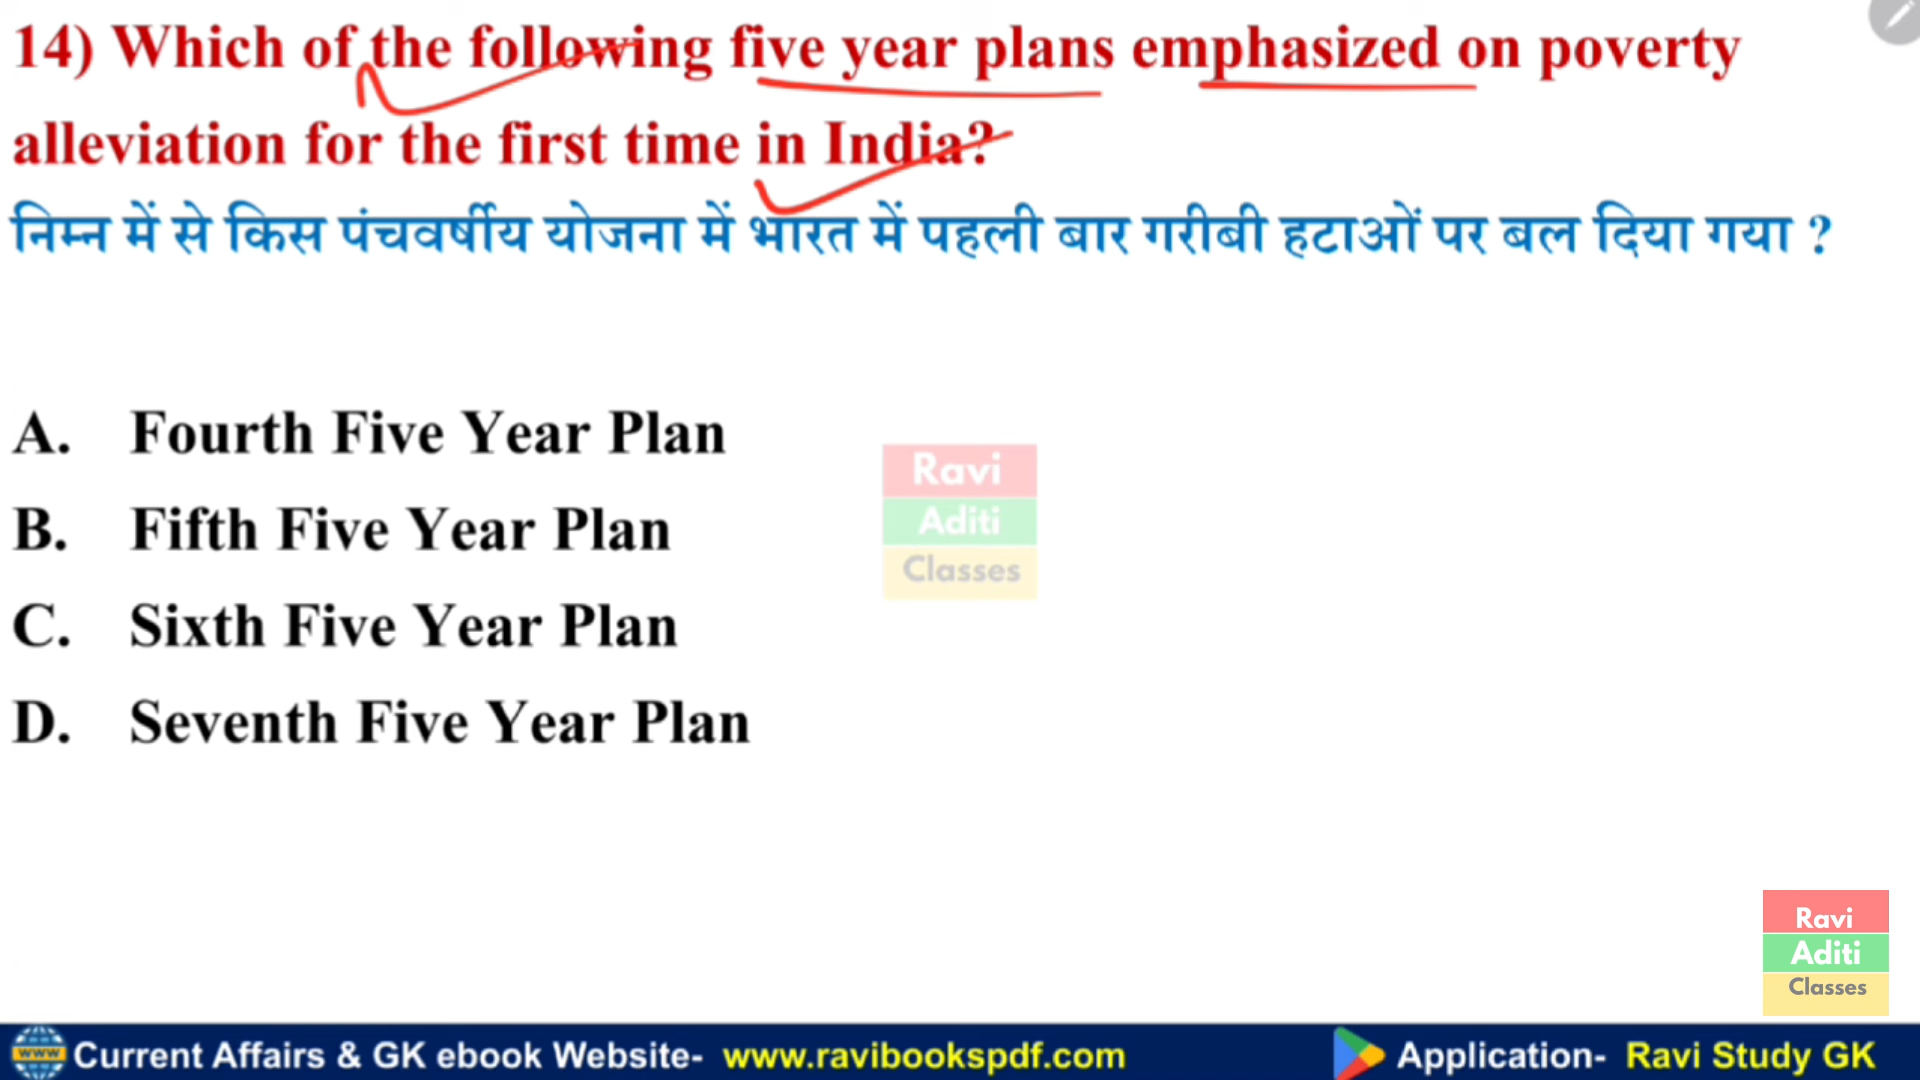 14) Which of the following five year plans emphasized on poverty
alleviation for the first time in India?
निम्न में से किस पंचवर्षीय योजना में भारत में पहली बार गरीबी हटाओं पर बल दिया गया ?
A. Fourth Five Year Plan
B. Fifth Five Year Plan
C. Sixth Five Year Plan
D. Seventh Five Year Plan
Ravi
Aditi
Classes
Ravi
Aditi
Classes
www Current Affairs & GK ebook Website- www.ravibookspdf.com Application- Ravi Study GK